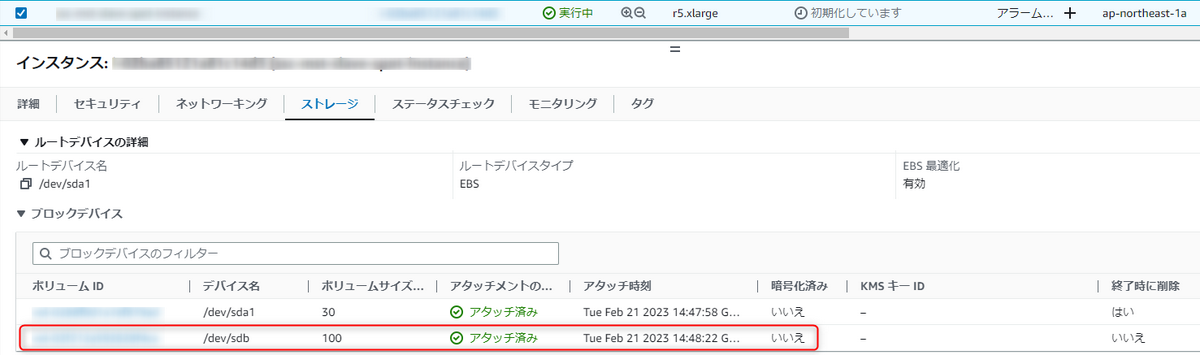 実行中 r5.xlarge 初期化しています アラーム... + ap-northeast-1a
インスタンス:
詳細 セキュリティ ネットワーキング ストレージ ステータスチェック モニタリング タグ
▼ ルートデバイスの詳細
ルートデバイス名 ルートデバイスタイプ EBS 最適化
/dev/sda1 EBS 有効
▼ ブロックデバイス
ブロックデバイスのフィルター
ボリューム ID デバイス名 ボリュームサイズ... アタッチメントの... アタッチ時刻 暗号化済み KMS キー ID 終了時に削除
/dev/sda1 30 アタッチ済み Tue Feb 21 2023 14:47:58 G... いいえ – はい
/dev/sdb 100 アタッチ済み Tue Feb 21 2023 14:48:22 G... いいえ – いいえ